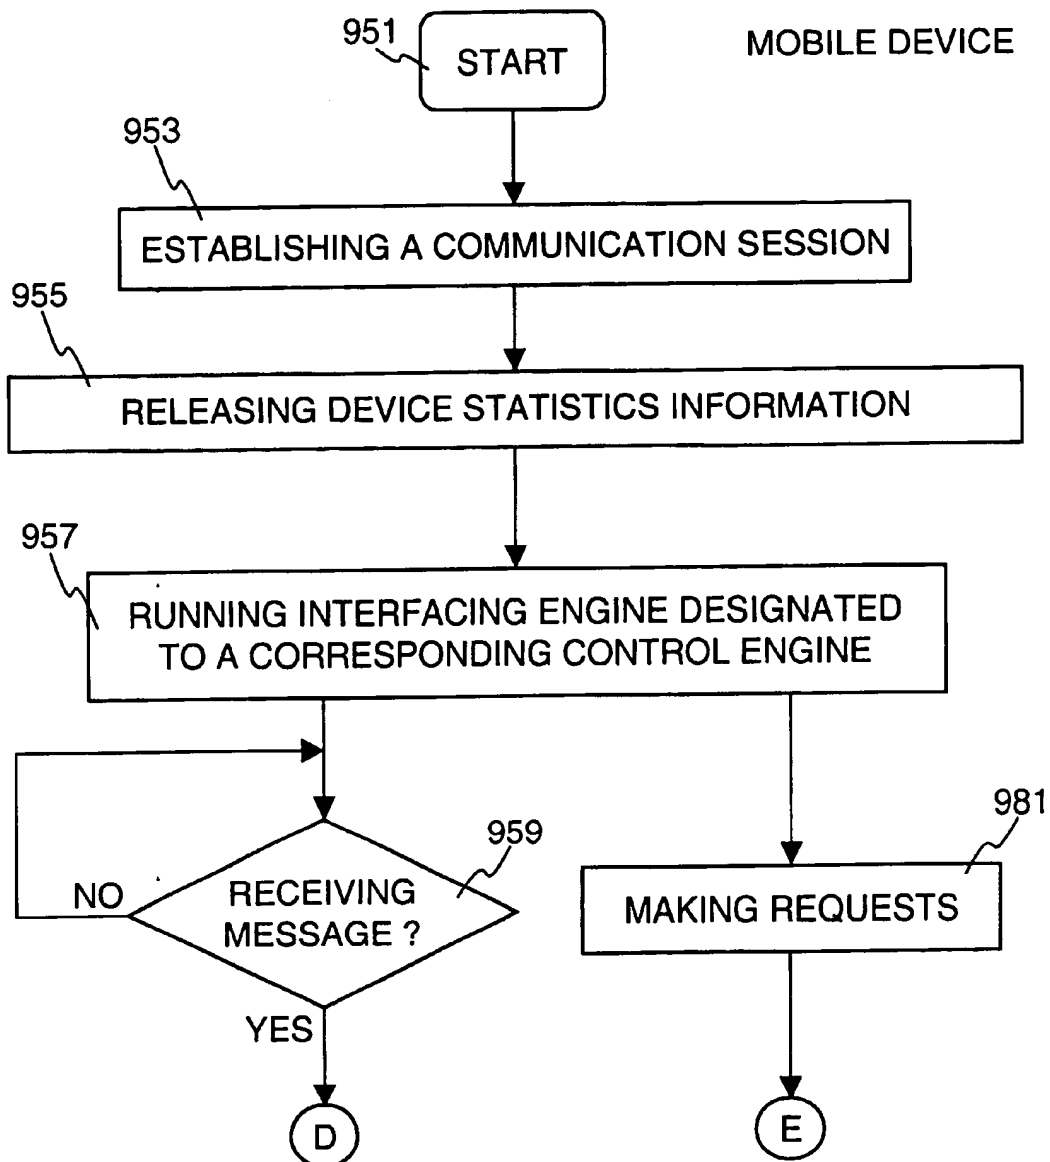 951
START
MOBILE DEVICE
953
ESTABLISHING A COMMUNICATION SESSION
955
RELEASING DEVICE STATISTICS INFORMATION
957
RUNNING INTERFACING ENGINE DESIGNATED
TO A CORRESPONDING CONTROL ENGINE
959
RECEIVING
MESSAGE ?
NO
YES
D
981
MAKING REQUESTS
E